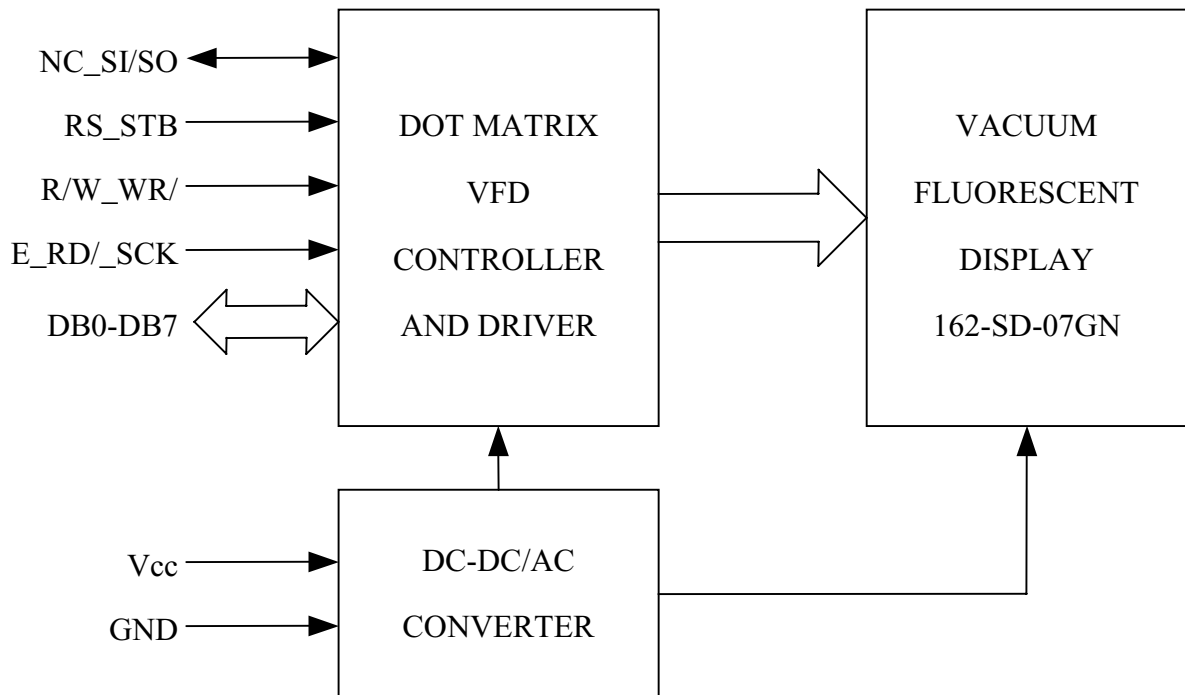 NC_SI/SO
RS_STB
R/W_WR/
E_RD/_SCK
DB0-DB7
DOT MATRIX
VFD
CONTROLLER
AND DRIVER
VACUUM
FLUORESCENT
DISPLAY
162-SD-07GN
Vcc
GND
DC-DC/AC
CONVERTER